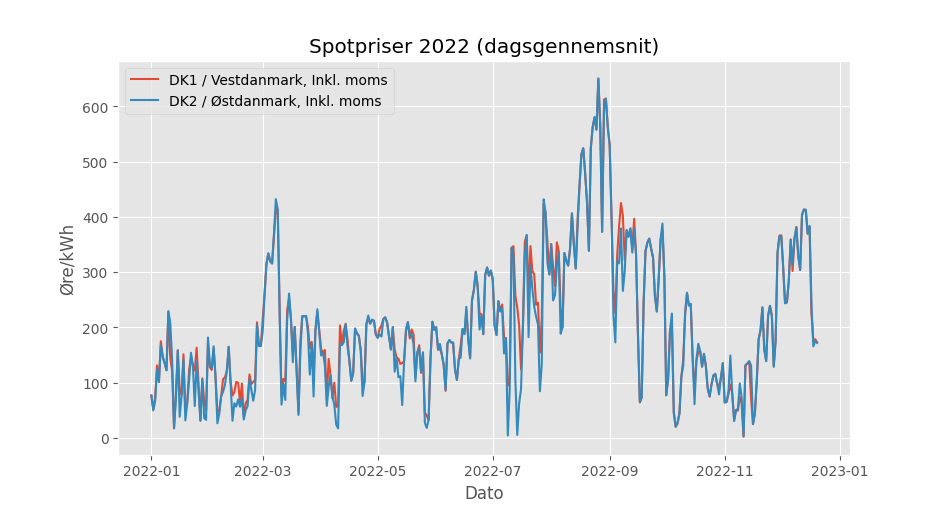 Spotpriser 2022 (dagsgennemsnit)
DK1 / Vestdanmark, Inkl. moms
DK2 / Østdanmark, Inkl. moms
600
500
400
300
200
100
0
Øre/kWh
2022-01
2022-03
2022-05
2022-07
2022-09
2022-11
2023-01
Dato